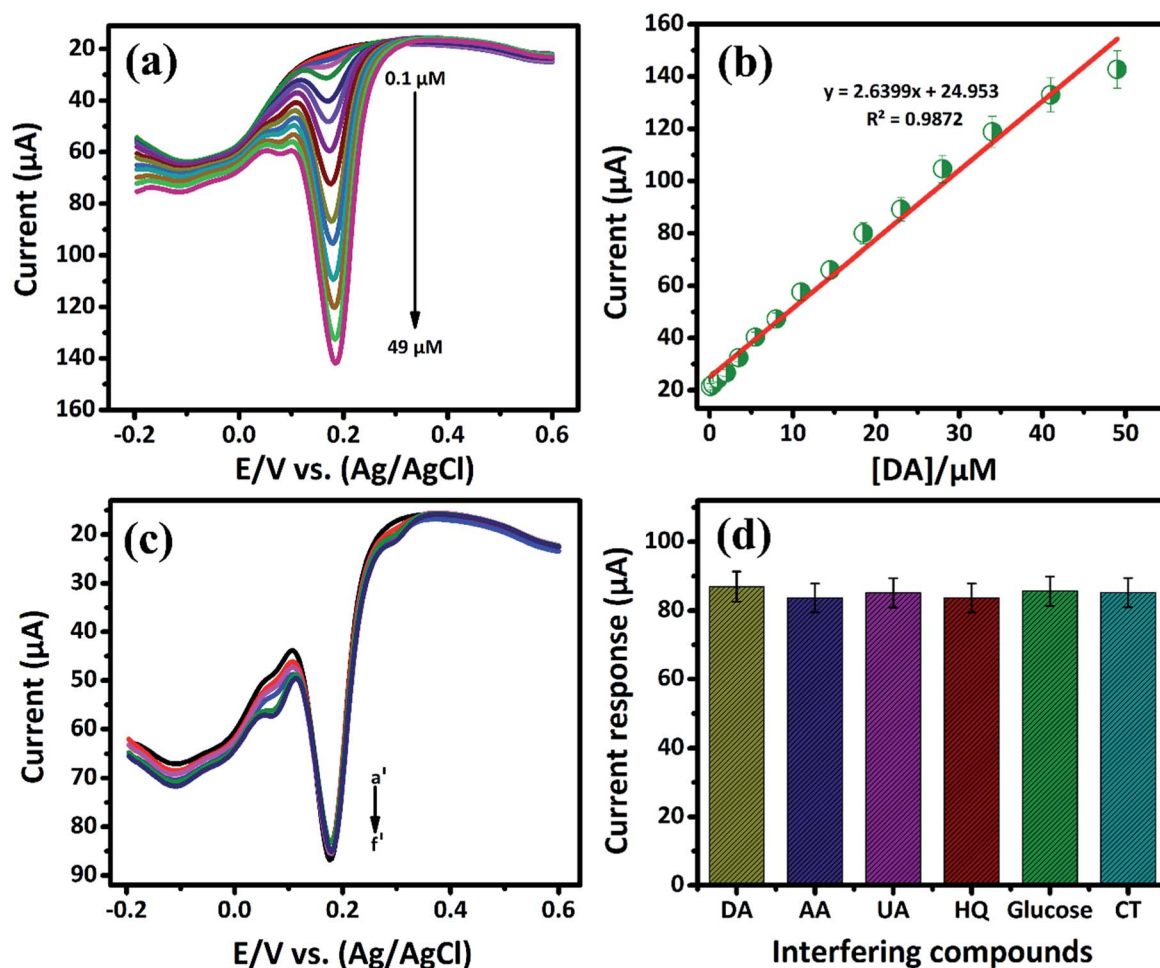 (a)
0.1 µM
49 µM
20
40
60
80
100
120
140
160
-0.2
0.0
0.2
0.4
0.6
Current (µA)
E/V vs. (Ag/AgCl)
(b)
y = 2.6399x + 24.953
R² = 0.9872
160
140
120
100
80
60
40
20
0
10
20
30
40
50
Current (µA)
[DA]/µM
(c)
a'
f'
20
30
40
50
60
70
80
90
-0.2
0.0
0.2
0.4
0.6
Current (µA)
E/V vs. (Ag/AgCl)
(d)
100
80
60
40
20
0
DA
AA
UA
HQ
Glucose
CT
Current response (µA)
Interfering compounds